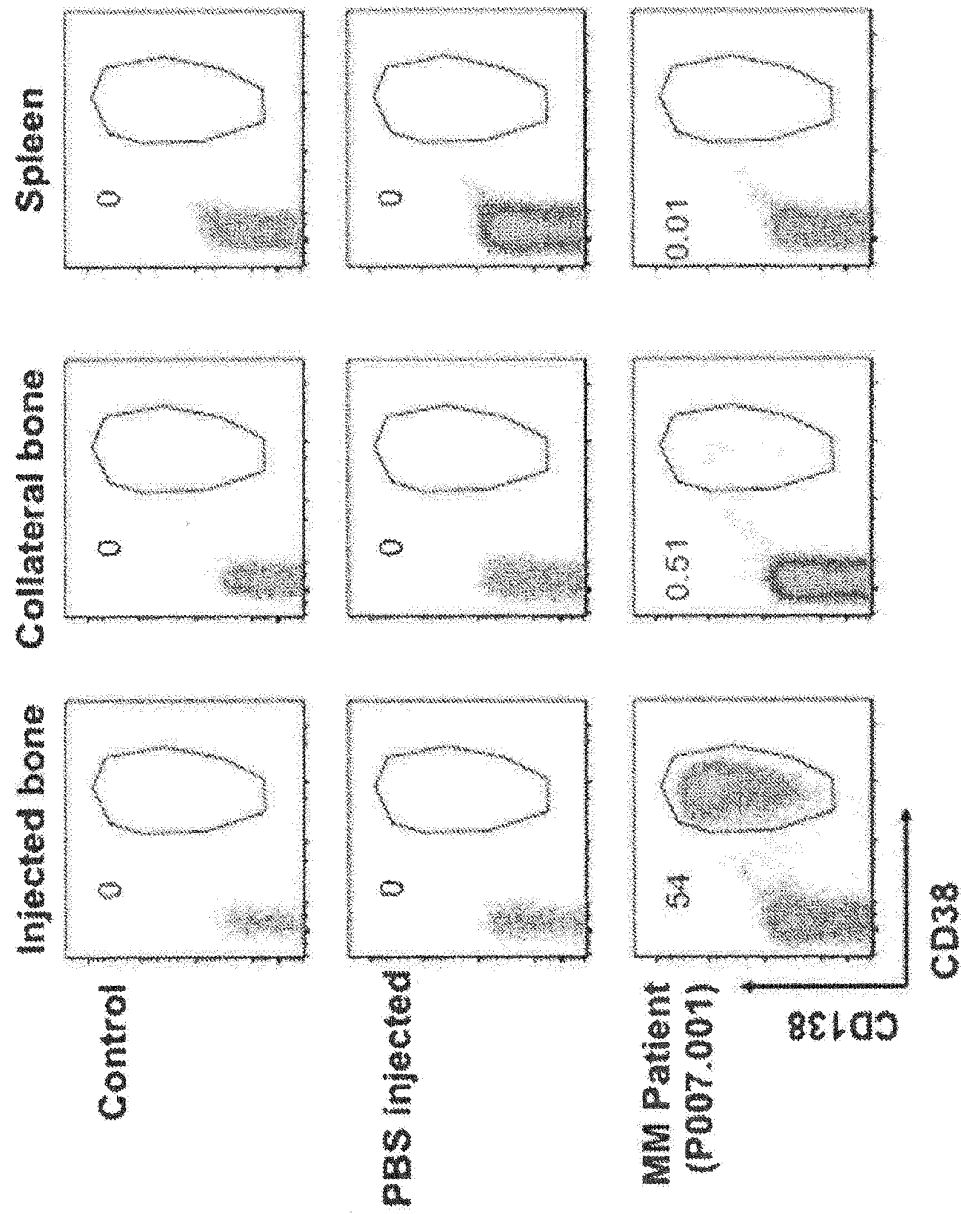 Injected bone
Collateral bone
Spleen
Control
0
0
0
PBS injected
0
0
0
MM Patient
(P007.001)
54
0.51
0.01
CD138
CD38